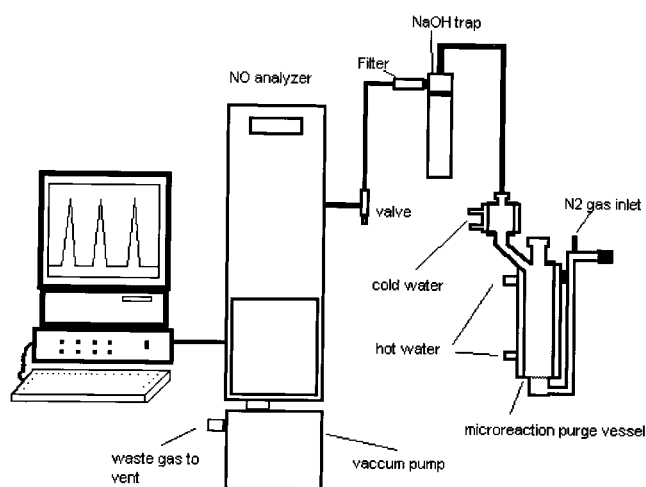 NaOH trap
Filter
NO analyzer
N2 gas inlet
valve
cold water
hot water
microreaction purge vessel
waste gas to
vent
vaccum pump